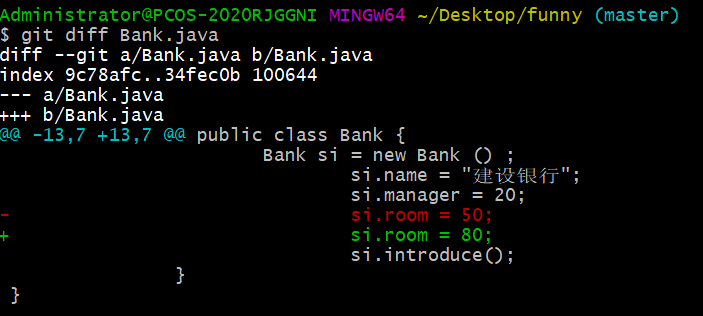 Administrator@PCOS-2020RJGGNI MINGW64 ~/Desktop/funny (master)
$ git diff Bank.java
diff --git a/Bank.java b/Bank.java
index 9c78afc..34fec0b 100644
--- a/Bank.java
+++ b/Bank.java
@@ -13,7 +13,7 @@ public class Bank {
                        Bank si = new Bank () ;
                                si.name = "建设银行";
                                si.manager = 20;
-                               si.room = 50;
+                               si.room = 80;
                                si.introduce();
                }
 }